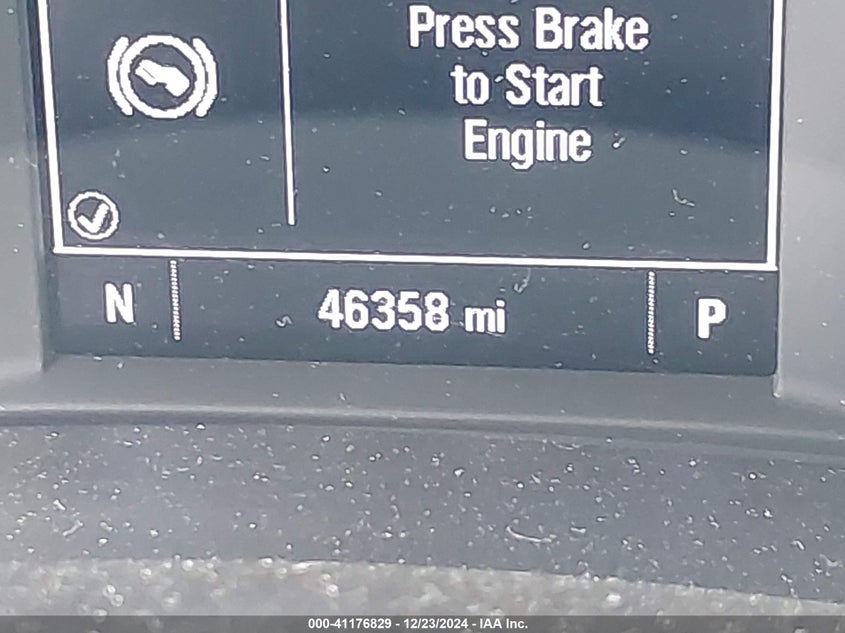 Press Brake
to Start
Engine
N 46358 mi P
000-41176829 - 12/23/2024 - IAA Inc.